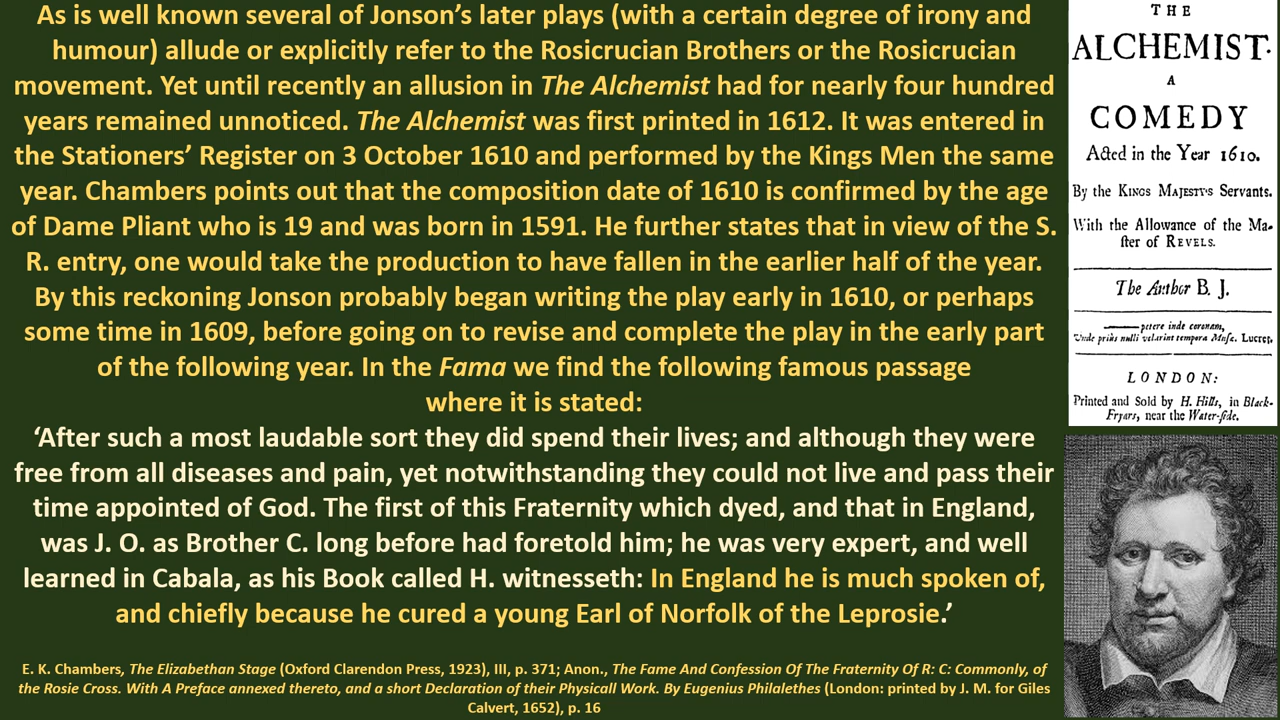 As is well known several of Jonson’s later plays (with a certain degree of irony and
humour) allude or explicitly refer to the Rosicrucian Brothers or the Rosicrucian
movement. Yet until recently an allusion in The Alchemist had for nearly four hundred
years remained unnoticed. The Alchemist was first printed in 1612. It was entered in
the Stationers’ Register on 3 October 1610 and performed by the Kings Men the same
year. Chambers points out that the composition date of 1610 is confirmed by the age
of Dame Pliant who is 19 and was born in 1591. He further states that in view of the S.
R. entry, one would take the production to have fallen in the earlier half of the year.
By this reckoning Jonson probably began writing the play early in 1610, or perhaps
some time in 1609, before going on to revise and complete the play in the early part
of the following year. In the Fama we find the following famous passage
where it is stated:
‘After such a most laudable sort they did spend their lives; and although they were
free from all diseases and pain, yet notwithstanding they could not live and pass their
time appointed of God. The first of this Fraternity which dyed, and that in England,
was J. O. as Brother C. long before had foretold him; he was very expert, and well
learned in Cabala, as his Book called H. witnesseth: In England he is much spoken of,
and chiefly because he cured a young Earl of Norfolk of the Leprosie.’
E. K. Chambers, The Elizabethan Stage (Oxford Clarendon Press, 1923), III, p. 371; Anon., The Fame And Confession Of The Fraternity Of R: C: Commonly, of
the Rosie Cross. With A Preface annexed thereto, and a short Declaration of their Physicall Work. By Eugenius Philalethes (London: printed by J. M. for Giles
Calvert, 1652), p. 16
THE
ALCHEMIST.
A
COMEDY
Acted in the Year 1610.
By the KINGS MAJESTY'S Servants.
With the Allowance of the Ma-
ster of REVELS.
The Author B. J.
petere inde coronam,
Unde prius nulli velarint tempora Musæ. Lucret.
LONDON:
Printed and Sold by H. Hills, in Black-
Fryars, near the Water-side.